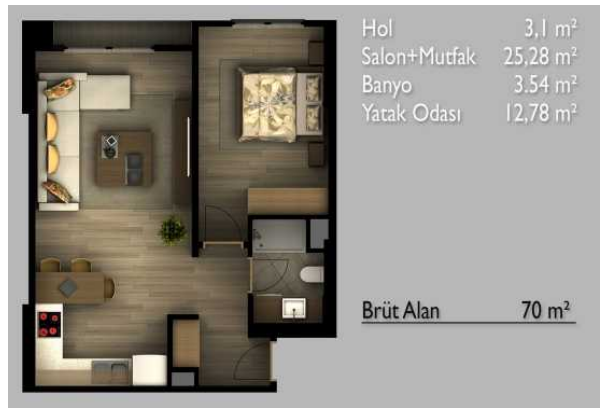 Hol 3,1 m²
Salon+Mutfak 25,28 m²
Banyo 3.54 m²
Yatak Odası 12,78 m²
Brüt Alan 70 m²